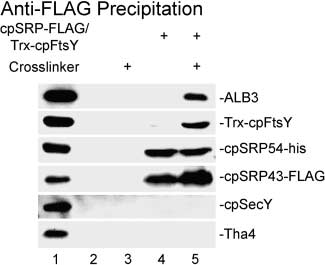 Anti-FLAG Precipitation
cpSRP-FLAG/ + +
Trx-cpFtsY
Crosslinker + +
-ALB3
-Trx-cpFtsY
-cpSRP54-his
-cpSRP43-FLAG
-cpSecY
-Tha4
1 2 3 4 5